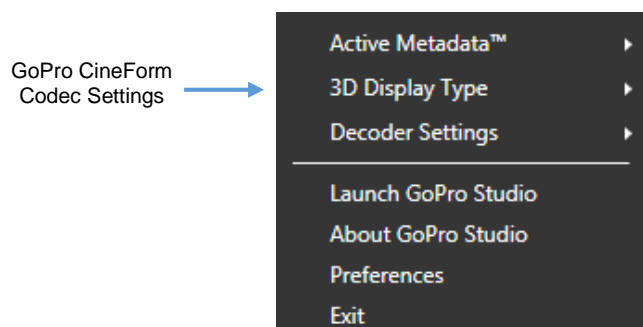 GoPro CineForm
Codec Settings
Active Metadata™
3D Display Type
Decoder Settings
Launch GoPro Studio
About GoPro Studio
Preferences
Exit